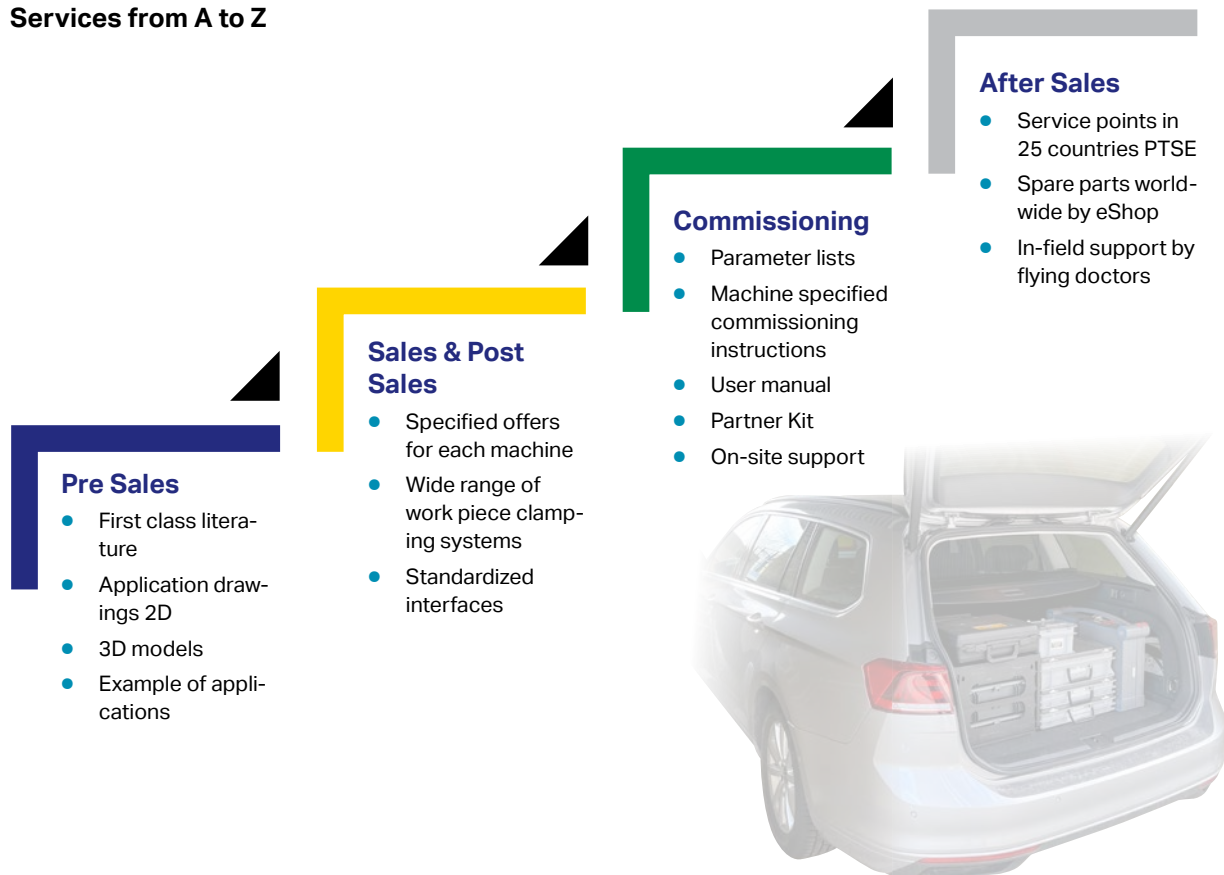 Services from A to Z
Pre Sales
First class litera-
ture
Application draw-
ings 2D
3D models
Example of appli-
cations
Sales & Post
Sales
Specified offers
for each machine
Wide range of
work piece clamp-
ing systems
Standardized
interfaces
Commissioning
Parameter lists
Machine specified
commissioning
instructions
User manual
Partner Kit
On-site support
After Sales
Service points in
25 countries PTSE
Spare parts world-
wide by eShop
In-field support by
flying doctors